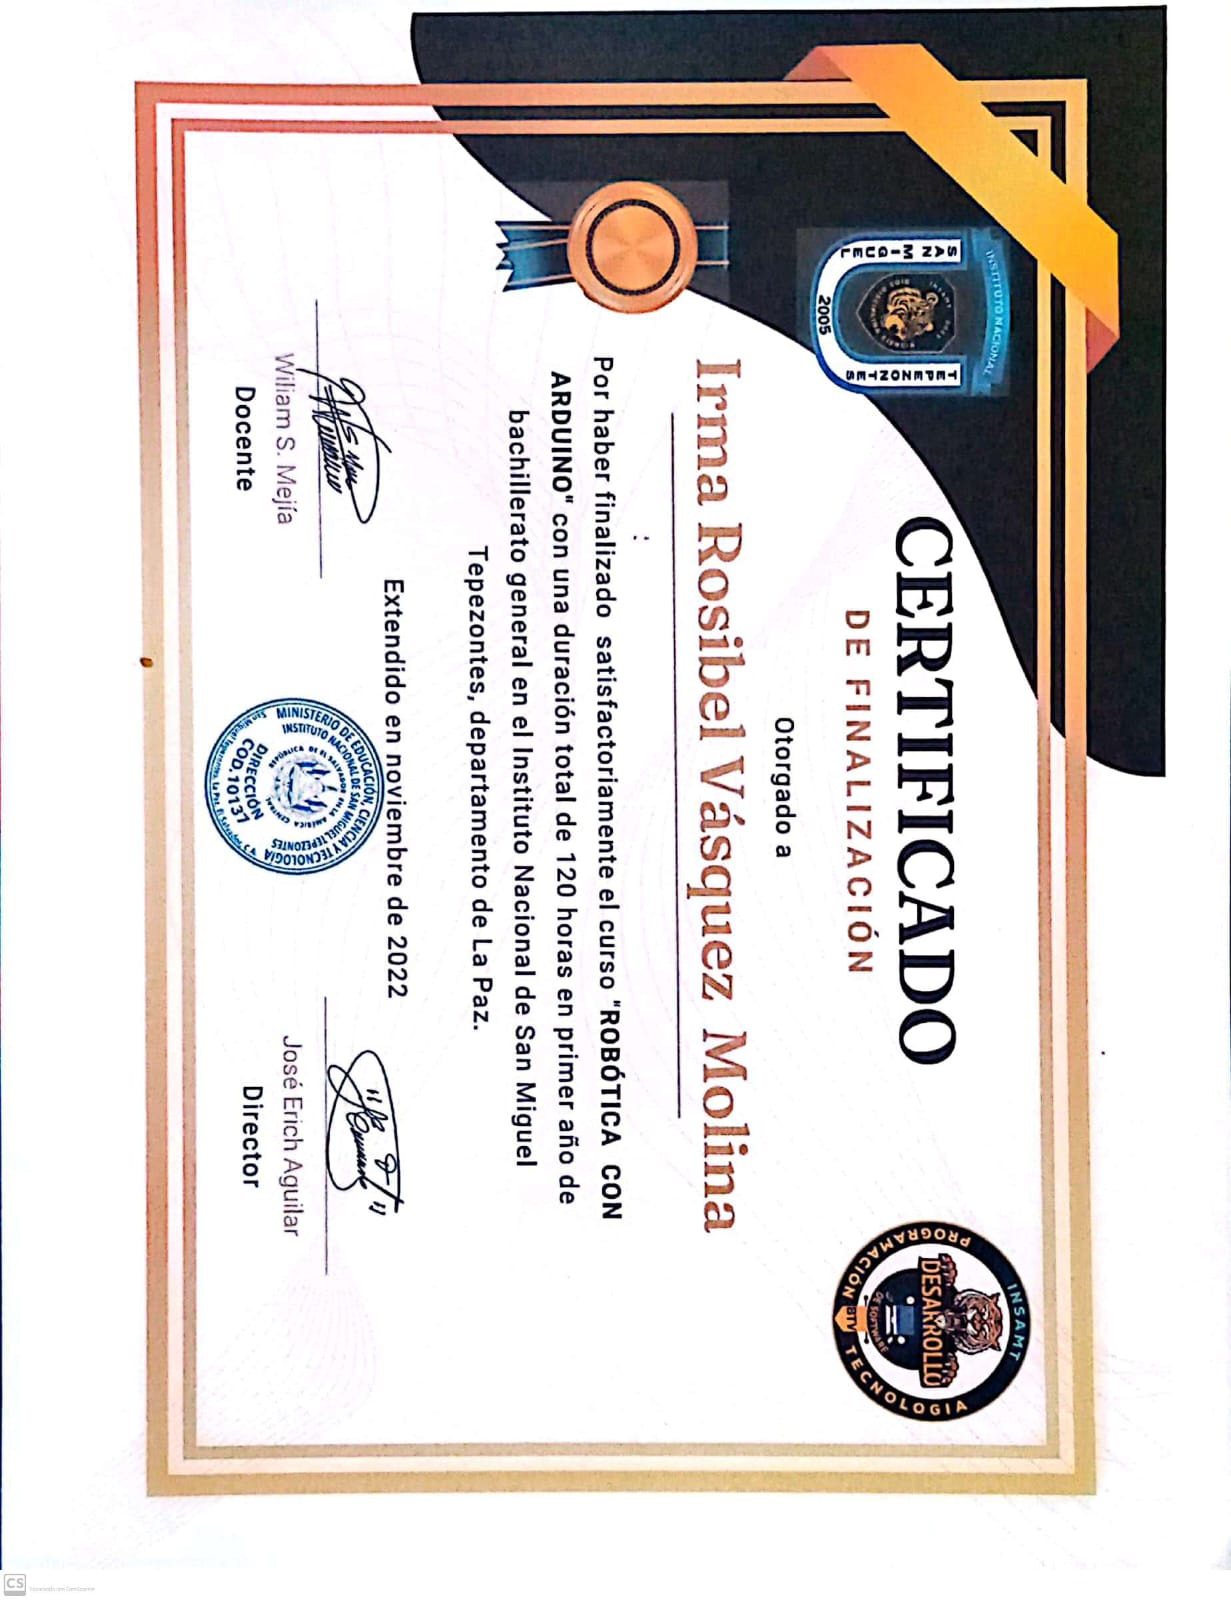 INSTITUTO NACIONAL
SAN MIGUEL
TEPEZONTES
2005
INSAMT
PROGRAMACIÓN
TECNOLOGIA
DESARROLLO
DE SOFTWARE
BTV
CERTIFICADO
DE FINALIZACIÓN
Otorgado a
Irma Rosibel Vásquez Molina
Por haber finalizado satisfactoriamente el curso "ROBÓTICA CON
ARDUINO" con una duración total de 120 horas en primer año de
bachillerato general en el Instituto Nacional de San Miguel
Tepezontes, departamento de La Paz.
Extendido en noviembre de 2022
Wiliam S. Mejía
Docente
MINISTERIO DE EDUCACIÓN, CIENCIA Y TECNOLOGIA
INSTITUTO NACIONAL DE SAN MIGUEL TEPEZONTES
REPÚBLICA DE EL SALVADOR EN LA AMERICA CENTRAL
DIRECCIÓN
COD. 10137
San Miguel Tepezontes, La Paz, El Salvador, C.A.
José Erich Aguilar
Director
CS